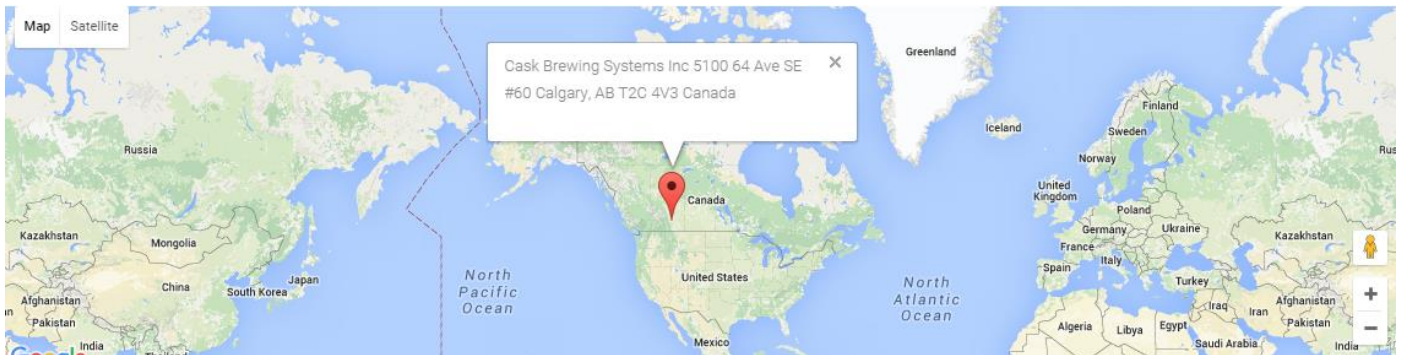 Map Satellite
Cask Brewing Systems Inc 5100 64 Ave SE
#60 Calgary, AB T2C 4V3 Canada
Greenland
Iceland
Finland
Sweden
Norway
Russia
Rus
United
Kingdom
Canada
Poland
Germany
Ukraine
Kazakhstan
Mongolia
Kazakhstan
France
Italy
Spain
Turkey
North
Pacific
Ocean
United States
North
Atlantic
Ocean
China
South Korea
Japan
Afghanistan
Pakistan
India
Iraq
Iran
Afghanistan
Pakistan
Algeria
Libya
Egypt
Saudi Arabia
India
Mexico
Google